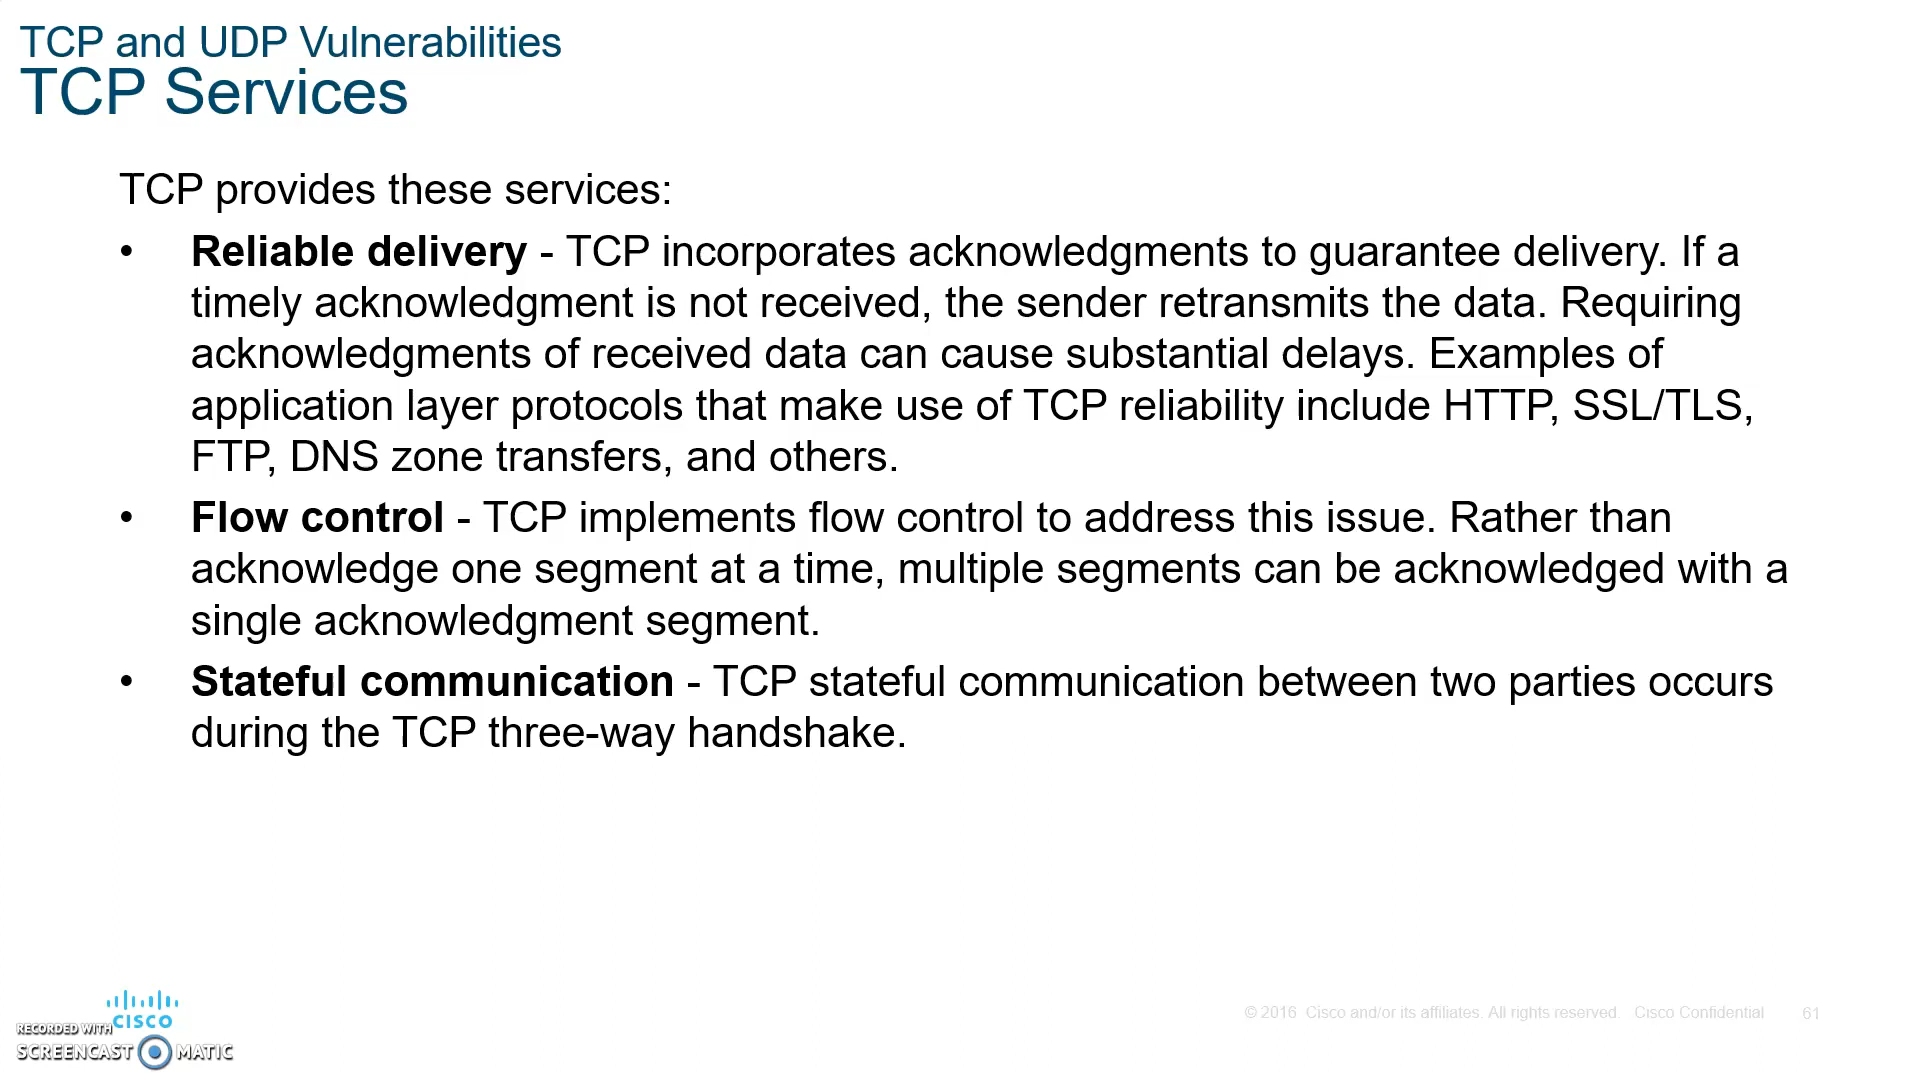 TCP and UDP Vulnerabilities
TCP Services
TCP provides these services:
• Reliable delivery - TCP incorporates acknowledgments to guarantee delivery. If a
timely acknowledgment is not received, the sender retransmits the data. Requiring
acknowledgments of received data can cause substantial delays. Examples of
application layer protocols that make use of TCP reliability include HTTP, SSL/TLS,
FTP, DNS zone transfers, and others.
• Flow control - TCP implements flow control to address this issue. Rather than
acknowledge one segment at a time, multiple segments can be acknowledged with a
single acknowledgment segment.
• Stateful communication - TCP stateful communication between two parties occurs
during the TCP three-way handshake.
CISCO
RECORDED WITH
SCREENCAST MATIC
© 2016 Cisco and/or its affiliates. All rights reserved. Cisco Confidential 61